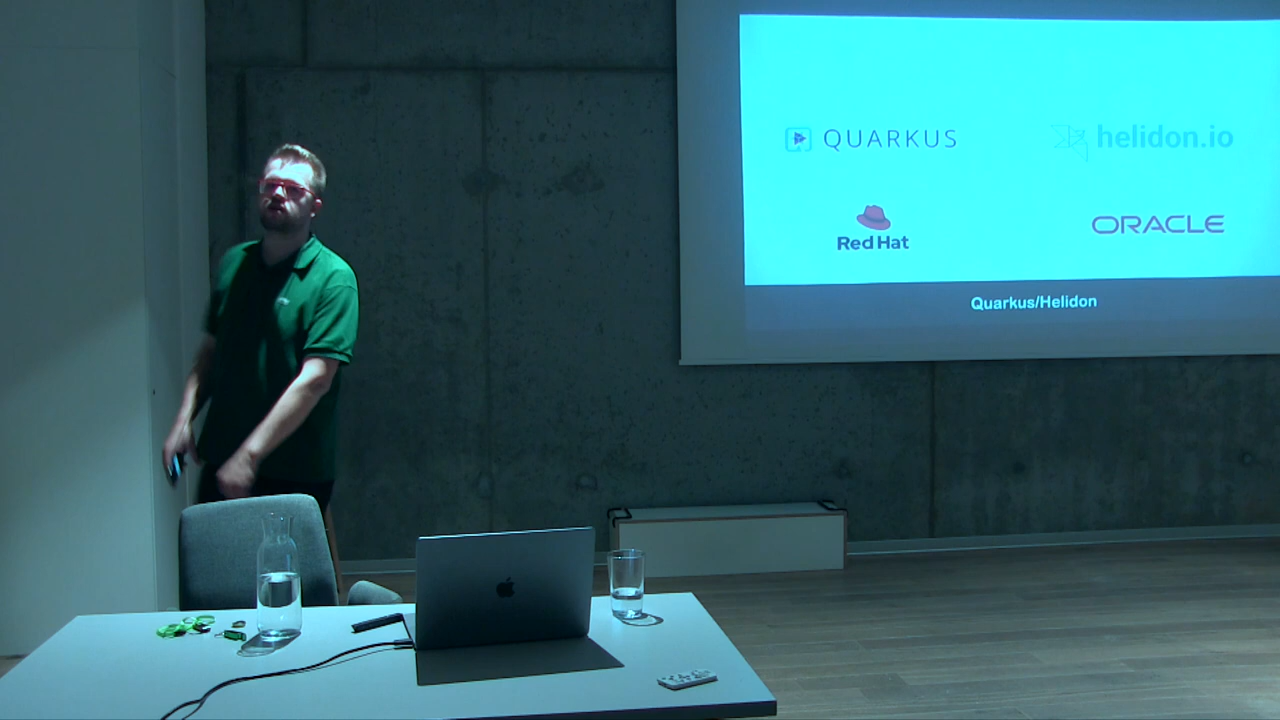 QUARKUS
helidon.io
Red Hat
ORACLE
Quarkus/Helidon